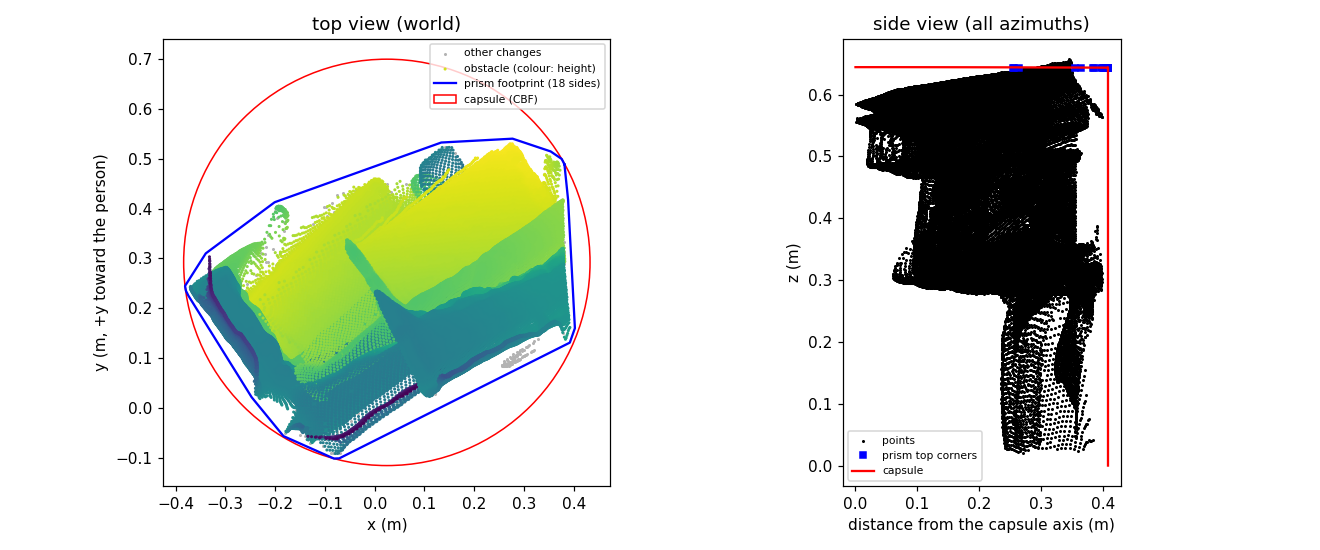 top view (world)
other changes
obstacle (colour: height)
prism footprint (18 sides)
capsule (CBF)
0.7
0.6
0.5
0.4
0.3
0.2
0.1
0.0
−0.1
y (m, +y toward the person)
−0.4
−0.3
−0.2
−0.1
0.0
0.1
0.2
0.3
0.4
x (m)
side view (all azimuths)
0.6
0.5
0.4
0.3
0.2
0.1
0.0
z (m)
points
prism top corners
capsule
0.0
0.1
0.2
0.3
0.4
distance from the capsule axis (m)